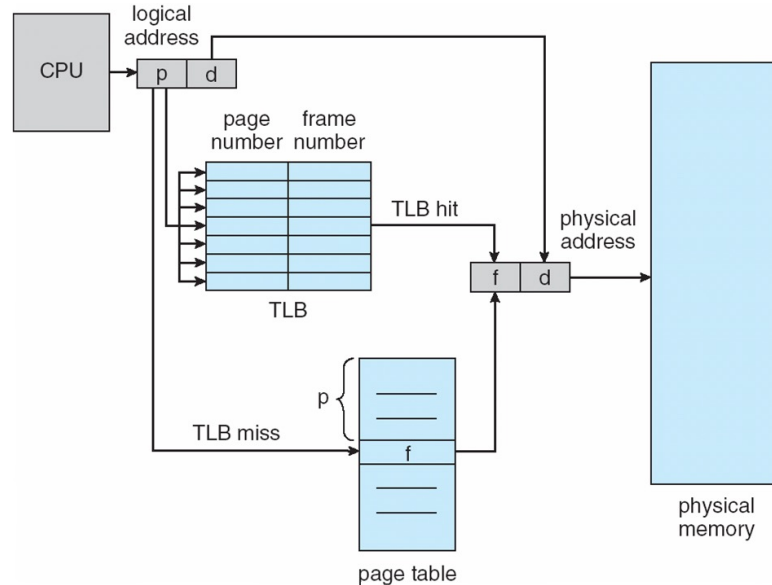 logical
address
CPU
p d
page
number
frame
number
TLB hit
physical
address
f d
TLB
p
TLB miss
f
physical
memory
page table